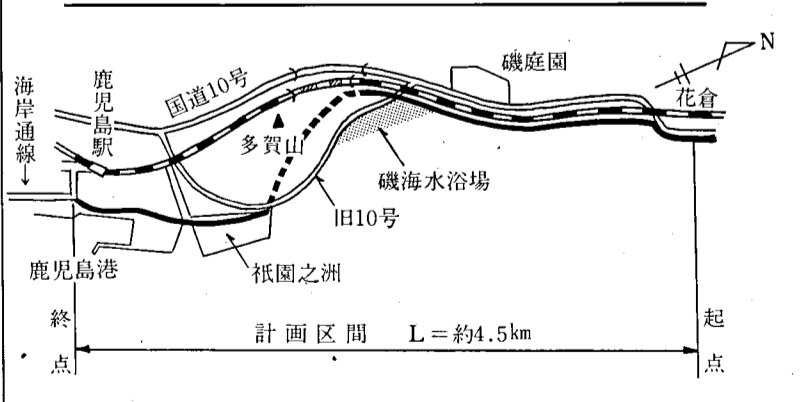 N
磯庭園
花倉
海岸通線
鹿児島駅
国道10号
多賀山
磯海水浴場
旧10号
祇園之洲
鹿児島港
終点
計画区間 L=約4.5km
起点